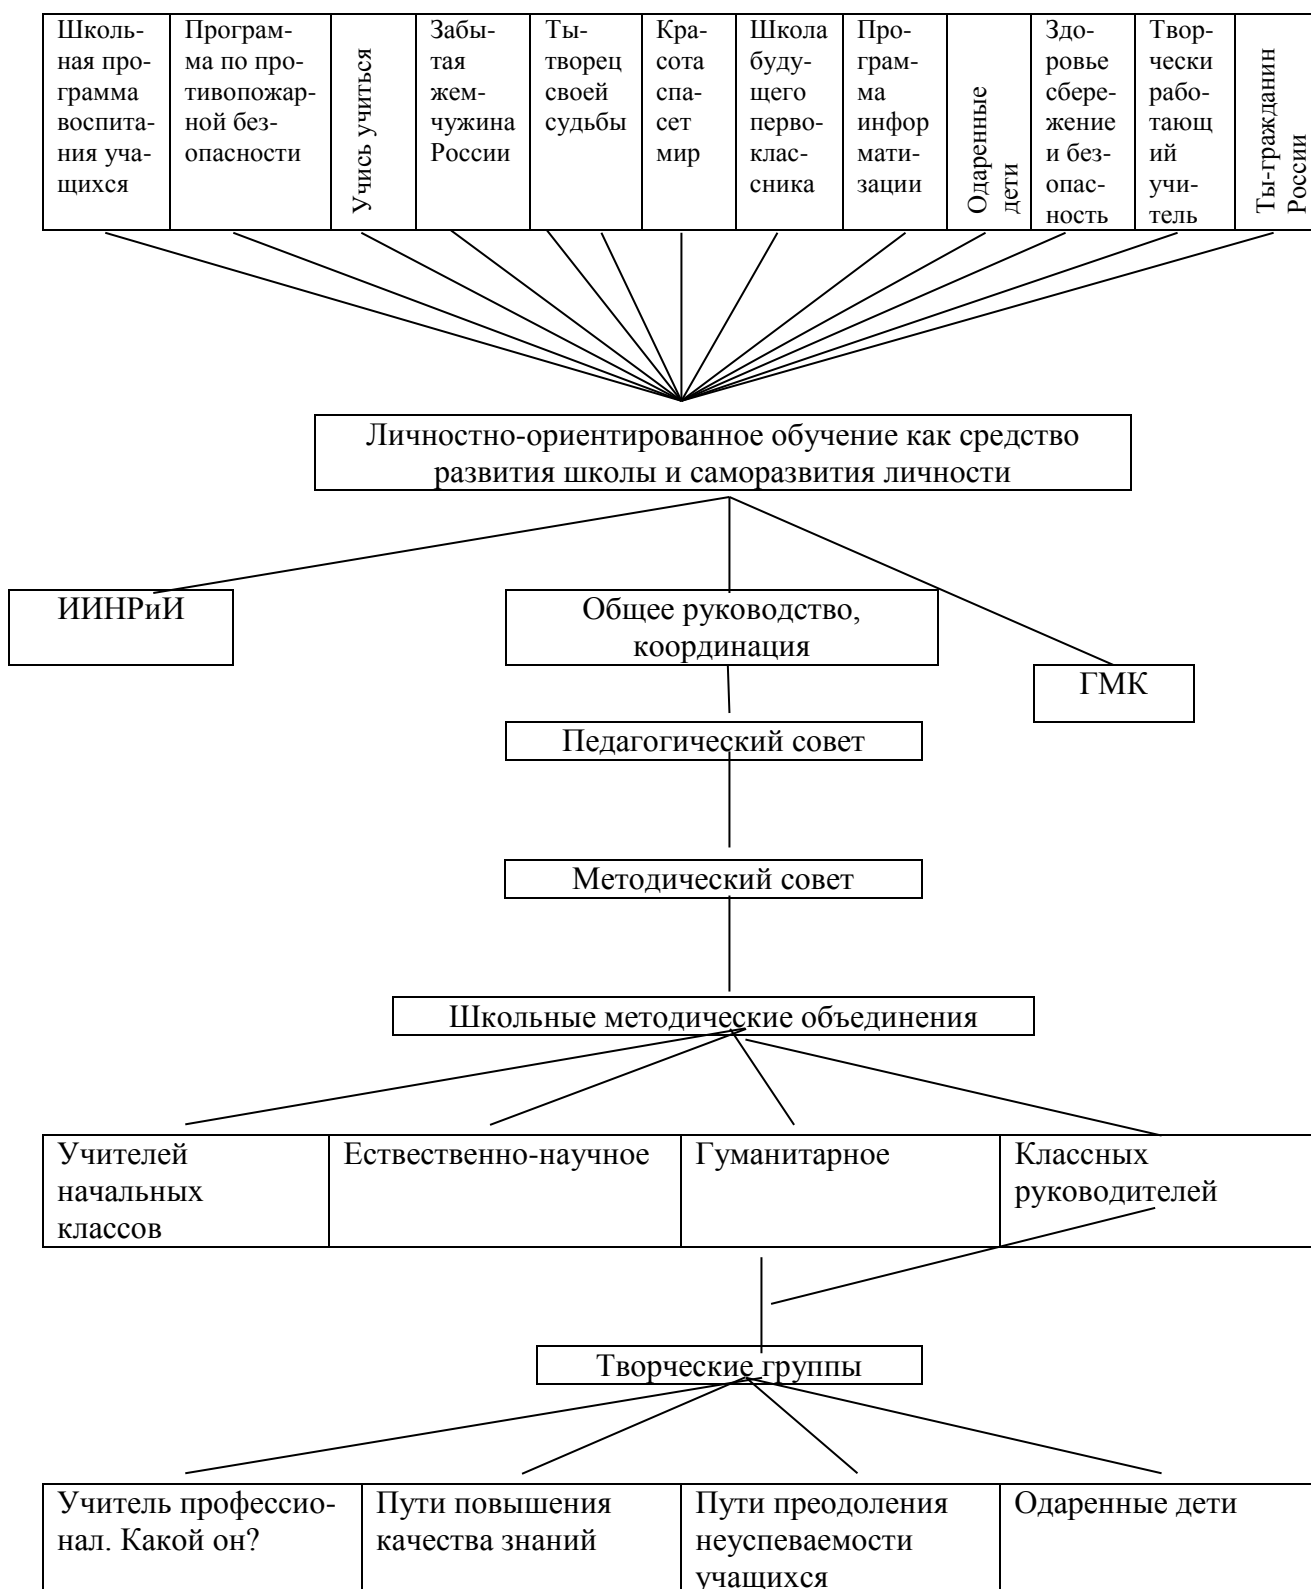 Школь-
ная про-
грамма
воспита-
ния уча-
щихся
Програм-
ма по про-
тивопожар-
ной без-
опасности
Учись учиться
Забы-
тая
жем-
чужина
России
Ты-
творец
своей
судьбы
Кра-
сота
спа-
сет
мир
Школа
буду-
щего
перво-
клас-
сника
Про-
грам-
ма
инфор
мати-
зации
Одаренные
дети
Здо-
ровье
сбере-
жение
и без-
опас-
ность
Твор-
чески
рабо-
тающ
ий
учи-
тель
Ты-гражданин
России
Личностно-ориентированное обучение как средство
развития школы и саморазвития личности
ИИНРиИ
Общее руководство,
координация
ГМК
Педагогический совет
Методический совет
Школьные методические объединения
Учителей
начальных
классов
Ествественно-научное
Гуманитарное
Классных
руководителей
Творческие группы
Учитель профессио-
нал. Какой он?
Пути повышения
качества знаний
Пути преодоления
неуспеваемости
учащихся
Одаренные дети